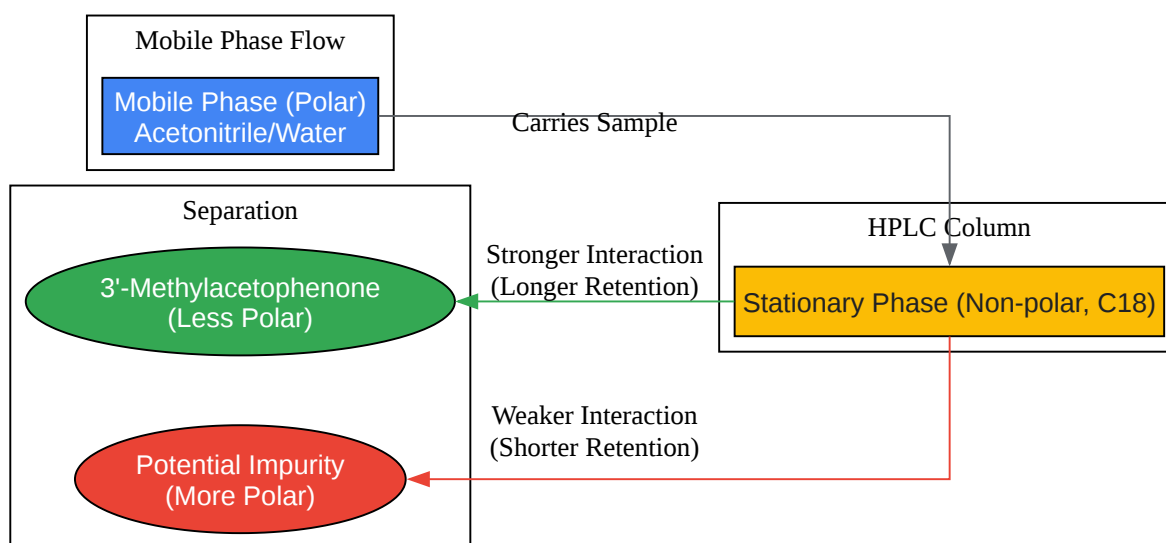 Mobile Phase Flow
Mobile Phase (Polar)
Acetonitrile/Water
Carries Sample
Separation
HPLC Column
3'-Methylacetophenone
(Less Polar)
Stronger Interaction
(Longer Retention)
Stationary Phase (Non-polar, C18)
Weaker Interaction
(Shorter Retention)
Potential Impurity
(More Polar)